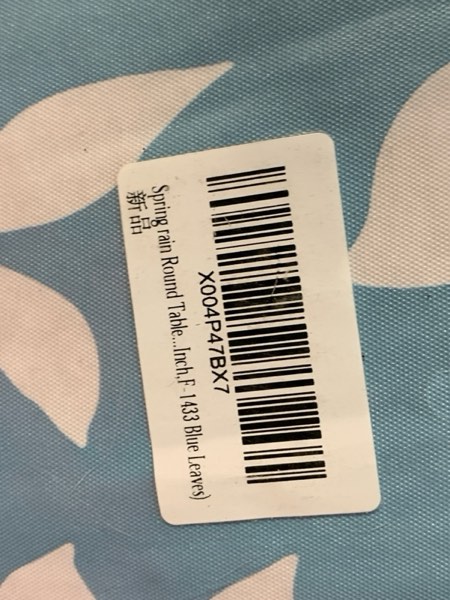 X004P47BX7
Spring rain Round Table...Inch,F-1433 Blue Leaves)
新品